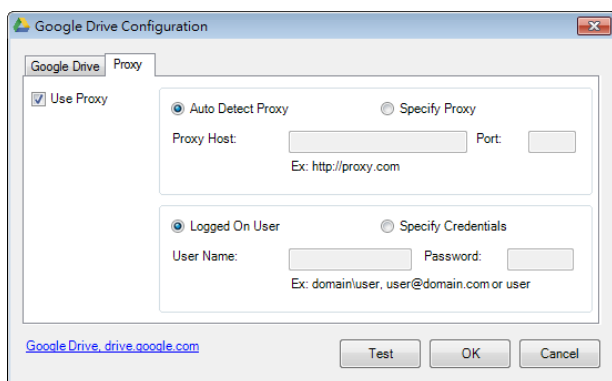 Google Drive Configuration
Google Drive Proxy
Use Proxy
Auto Detect Proxy Specify Proxy
Proxy Host: Port:
Ex: http://proxy.com
Logged On User Specify Credentials
User Name: Password:
Ex: domain\user, user@domain.com or user
Google Drive, drive.google.com Test OK Cancel